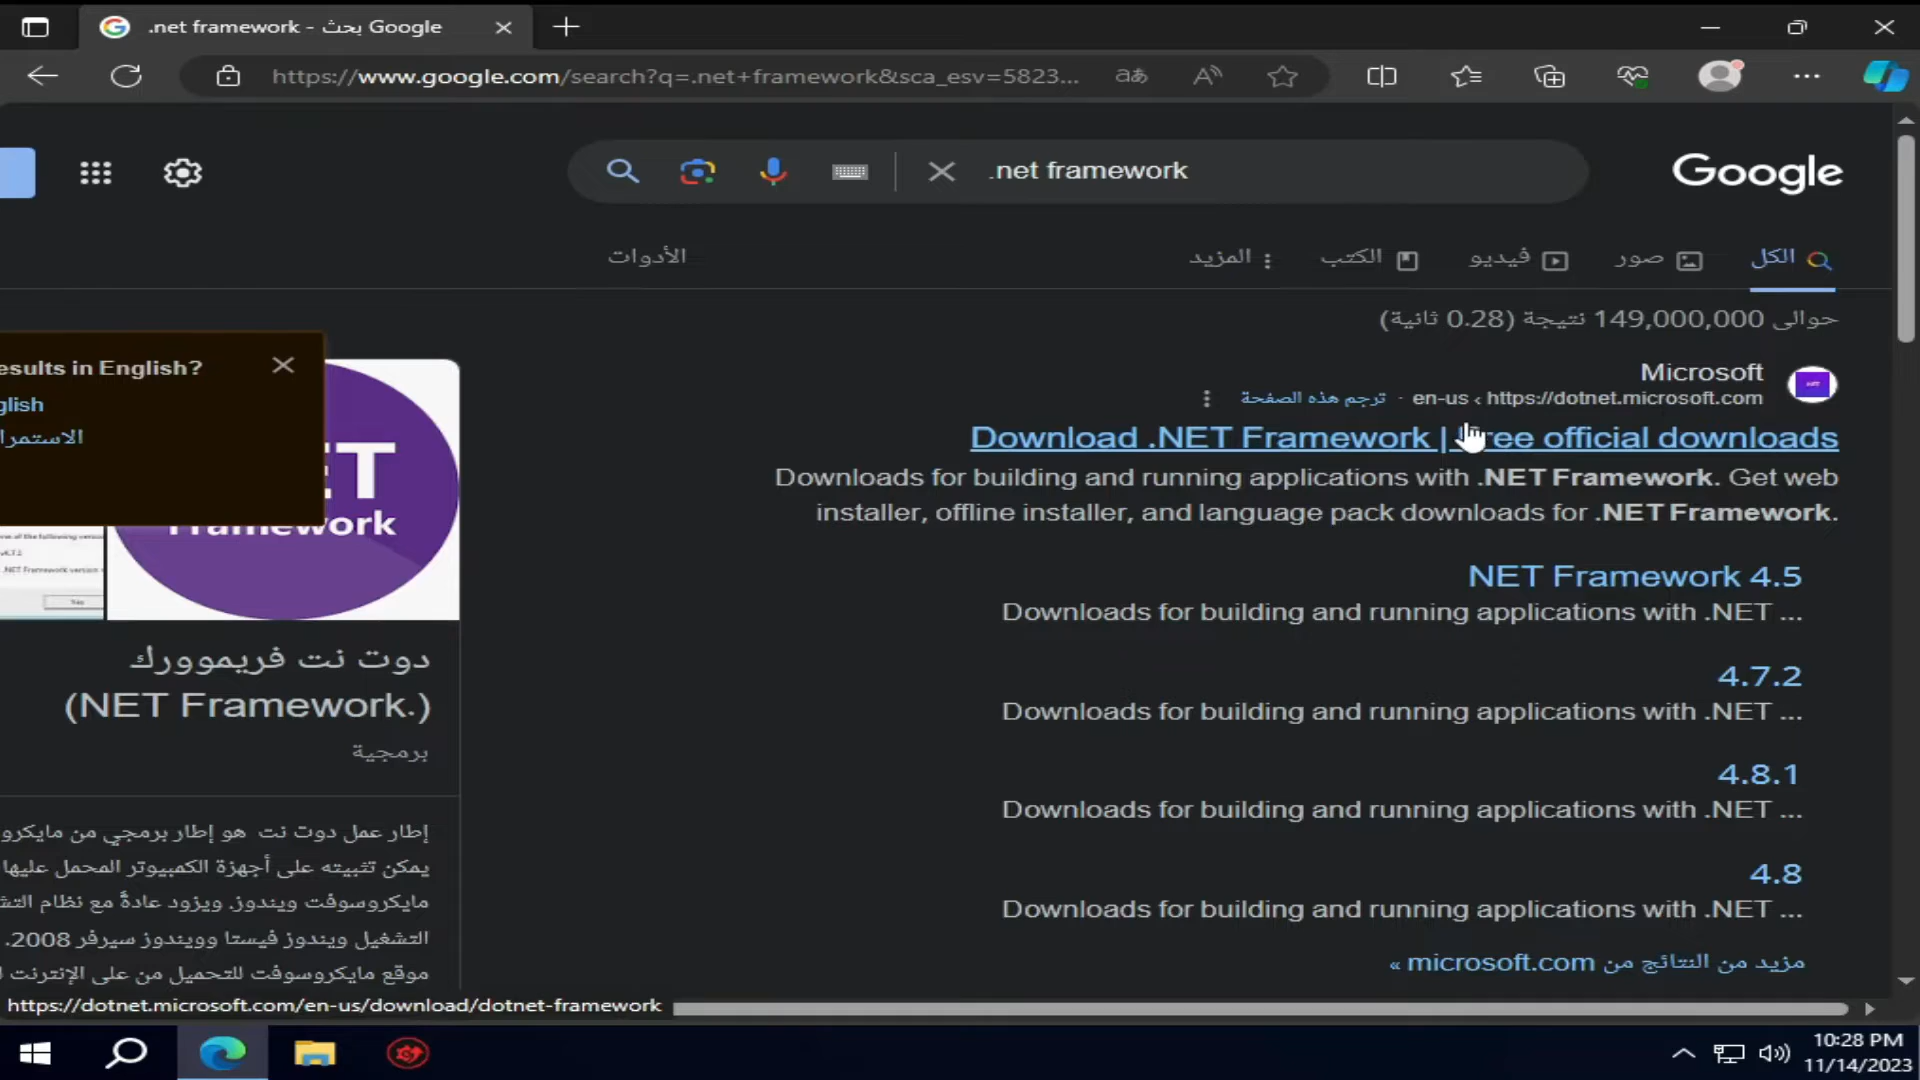 .net framework - بحث Google
https://www.google.com/search?q=.net+framework&sca_esv=5823...
.net framework
Google
الكل
صور
فيديو
الكتب
المزيد
الأدوات
حوالى 149,000,000 نتيجة (0.28 ثانية)
Microsoft
https://dotnet.microsoft.com › en-us · ترجم هذه الصفحة
Download .NET Framework | Free official downloads
Downloads for building and running applications with .NET Framework. Get web
installer, offline installer, and language pack downloads for .NET Framework.
NET Framework 4.5
Downloads for building and running applications with .NET ...
4.7.2
Downloads for building and running applications with .NET ...
4.8.1
Downloads for building and running applications with .NET ...
4.8
Downloads for building and running applications with .NET ...
مزيد من النتائج من microsoft.com »
in English?
دوت نت فريموورك
(NET Framework.)
برمجية
إطار عمل دوت نت هو إطار برمجي من
يمكن تثبيته على أجهزة الكمبيوتر المحمل عليها
مايكروسوفت ويندوز. ويزود عادةً مع نظام
التشغيل ويندوز فيستا وويندوز سيرفر 2008.
موقع مايكروسوفت للتحميل من على الإنترنت
https://dotnet.microsoft.com/en-us/download/dotnet-framework
10:28 PM
11/14/2023